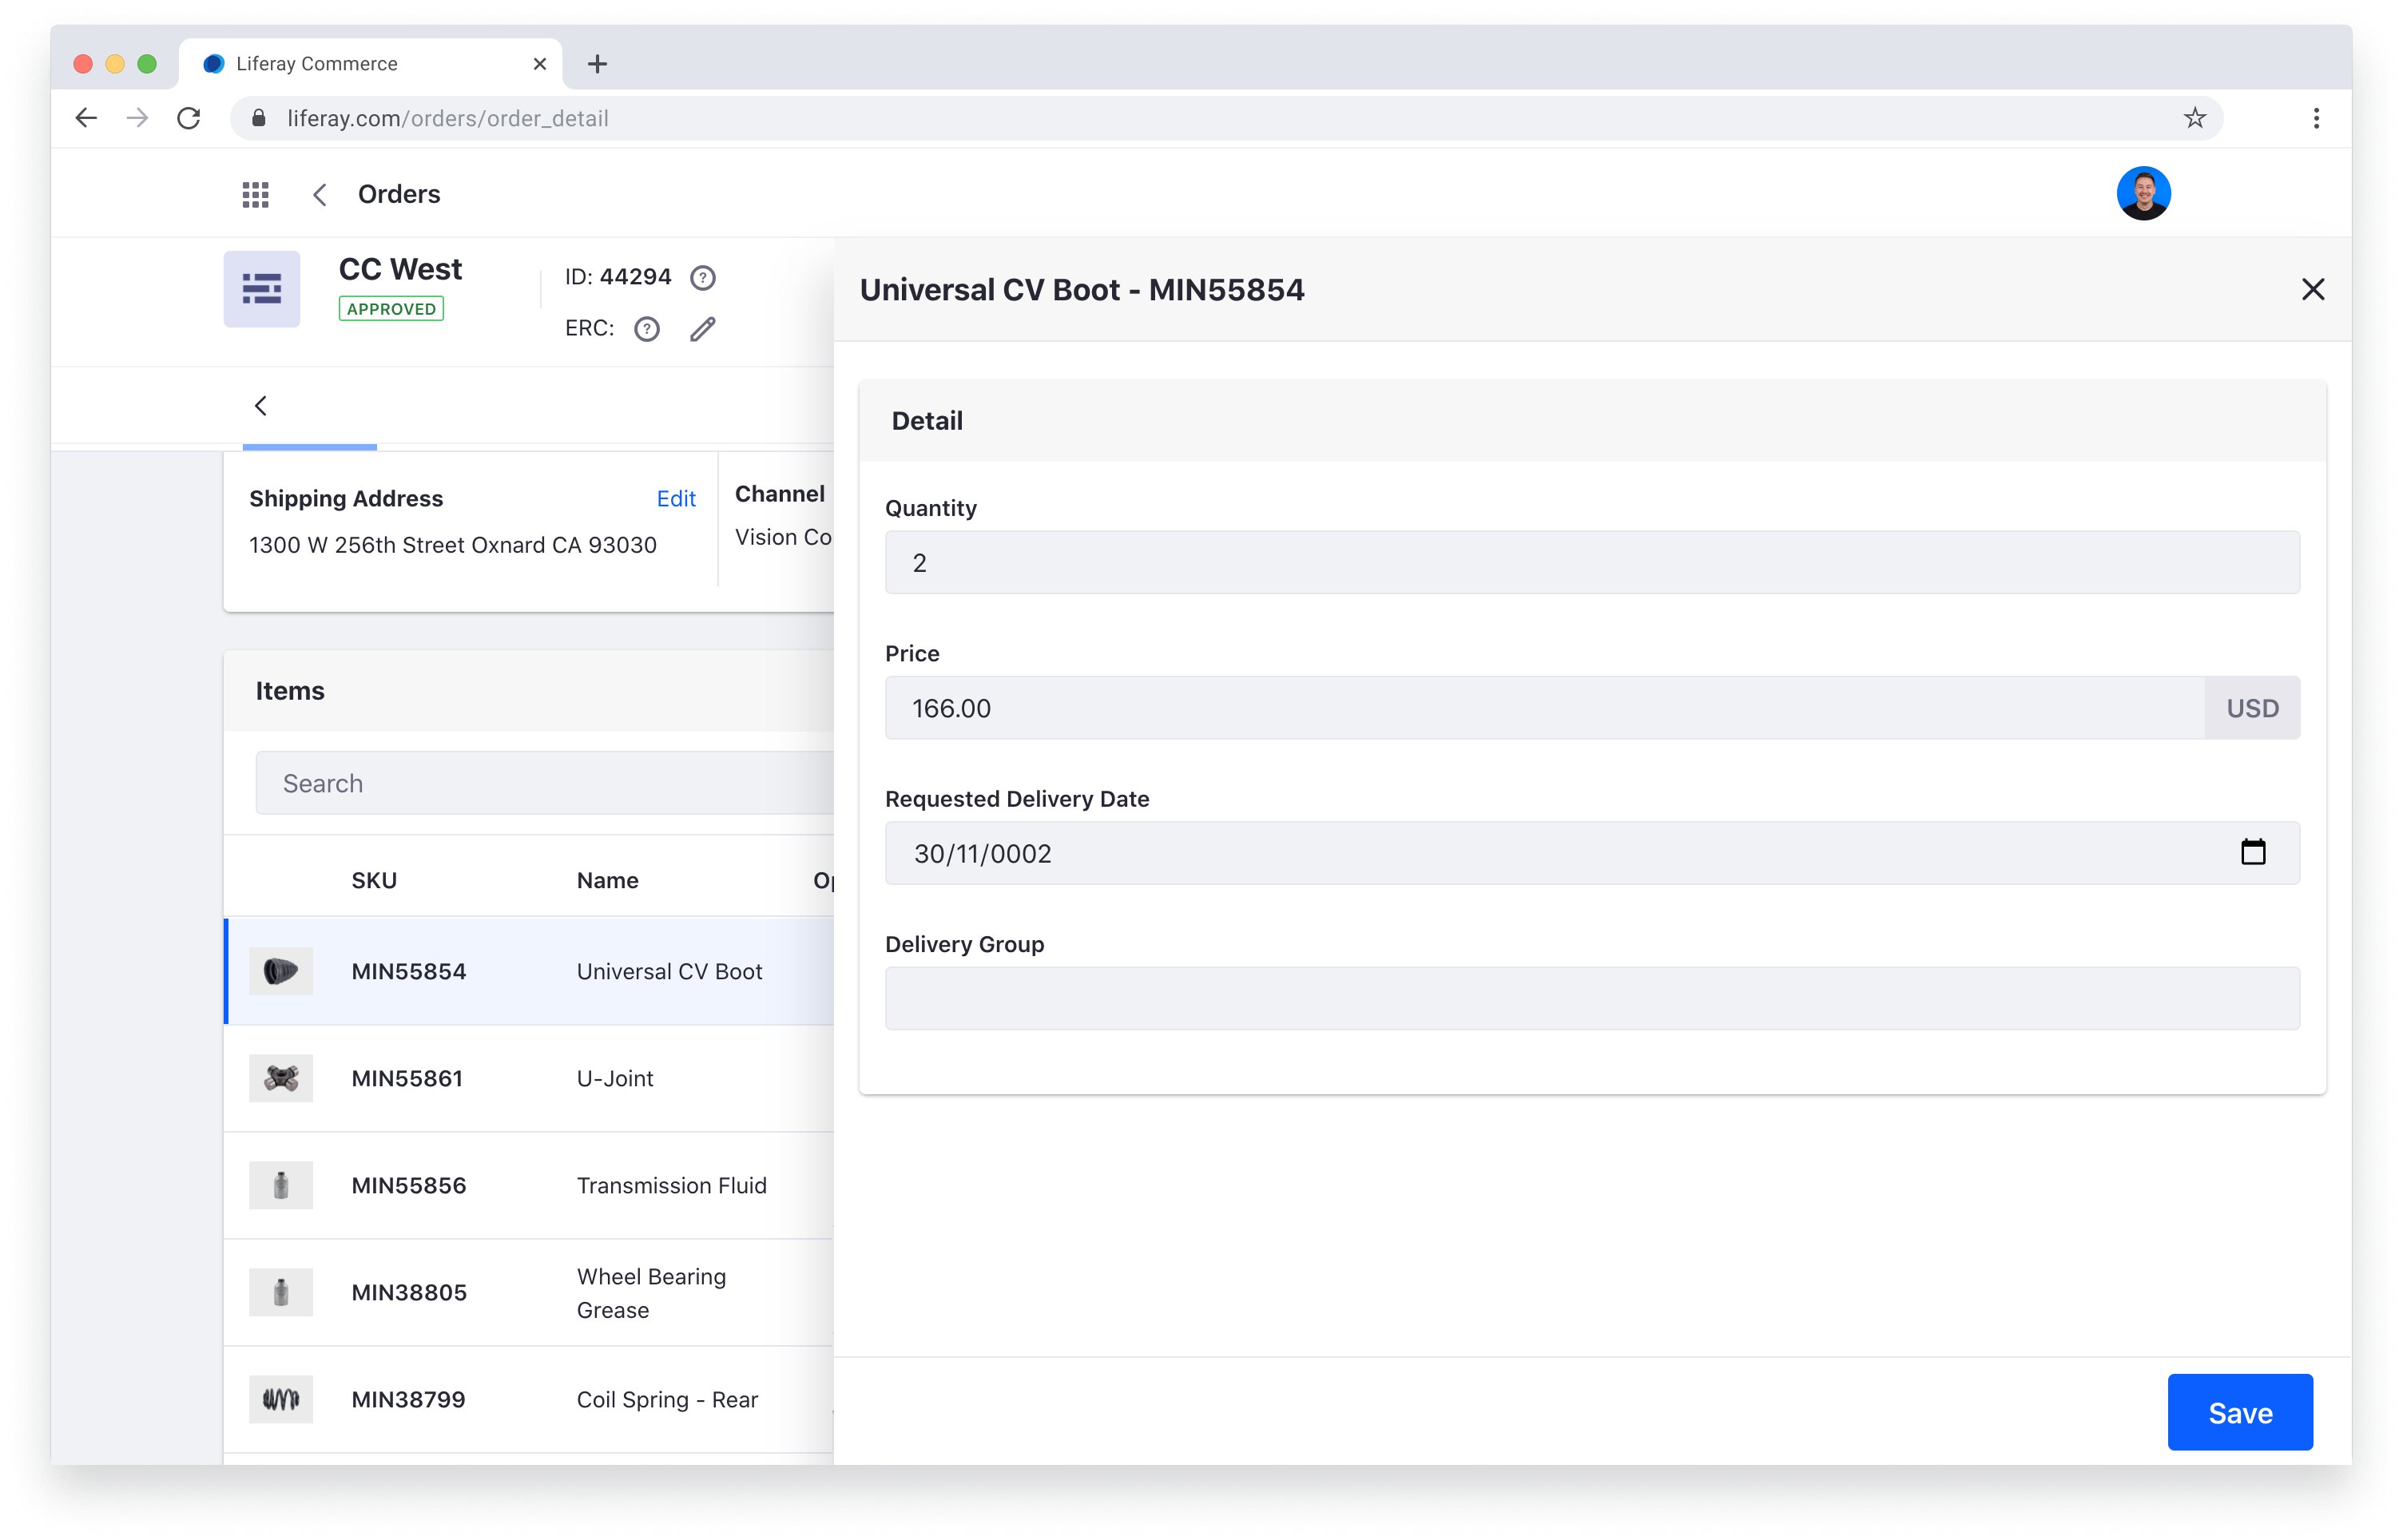 Liferay Commerce
liferay.com/orders/order_detail
Orders
CC West
APPROVED
ID: 44294
ERC:
Shipping Address
Edit
1300 W 256th Street Oxnard CA 93030
Channel
Vision Co
Items
Search
SKU Name Op
MIN55854 Universal CV Boot
MIN55861 U-Joint
MIN55856 Transmission Fluid
MIN38805 Wheel Bearing
Grease
MIN38799 Coil Spring - Rear
Universal CV Boot - MIN55854
Detail
Quantity
2
Price
166.00 USD
Requested Delivery Date
30/11/0002
Delivery Group
Save